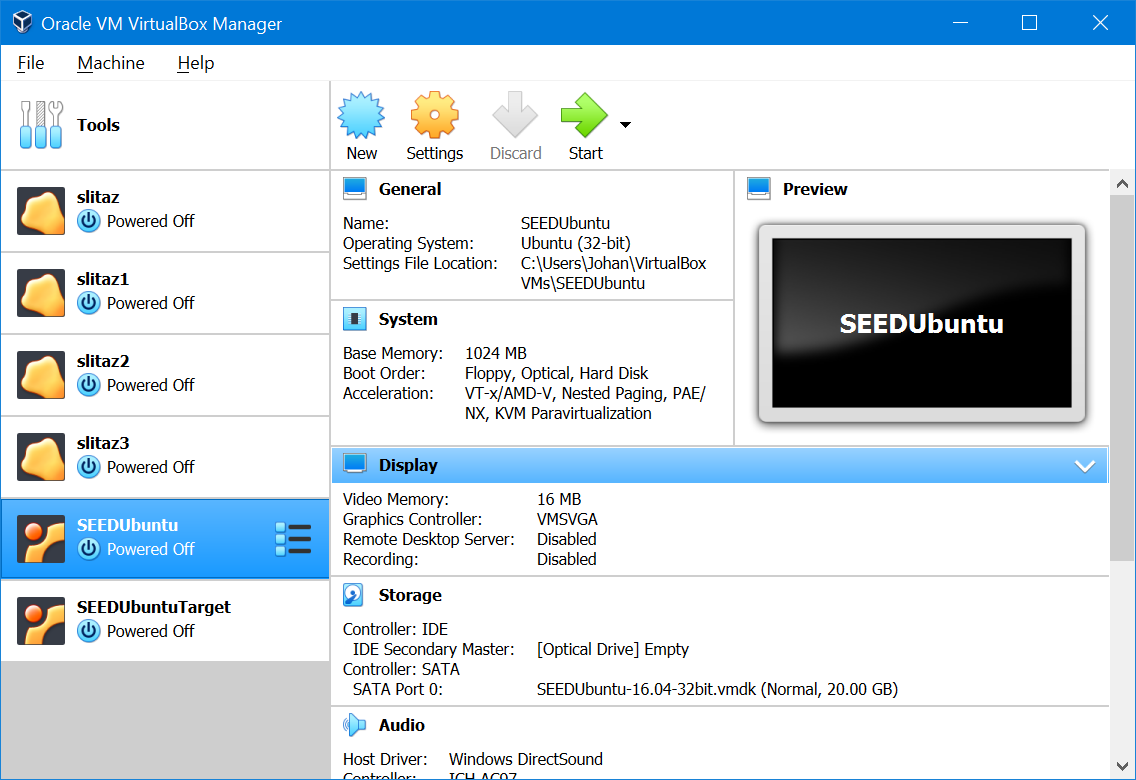 Oracle VM VirtualBox Manager
File Machine Help
Tools
New Settings Discard Start
slitaz
Powered Off
slitaz1
Powered Off
slitaz2
Powered Off
slitaz3
Powered Off
SEEDUbuntu
Powered Off
SEEDUbuntuTarget
Powered Off
General
Name: SEEDUbuntu
Operating System: Ubuntu (32-bit)
Settings File Location: C:\Users\Johan\VirtualBox
VMs\SEEDUbuntu
System
Base Memory: 1024 MB
Boot Order: Floppy, Optical, Hard Disk
Acceleration: VT-x/AMD-V, Nested Paging, PAE/
NX, KVM Paravirtualization
Preview
SEEDUbuntu
Display
Video Memory: 16 MB
Graphics Controller: VMSVGA
Remote Desktop Server: Disabled
Recording: Disabled
Storage
Controller: IDE
IDE Secondary Master: [Optical Drive] Empty
Controller: SATA
SATA Port 0: SEEDUbuntu-16.04-32bit.vmdk (Normal, 20.00 GB)
Audio
Host Driver: Windows DirectSound
Controller: ICH AC97